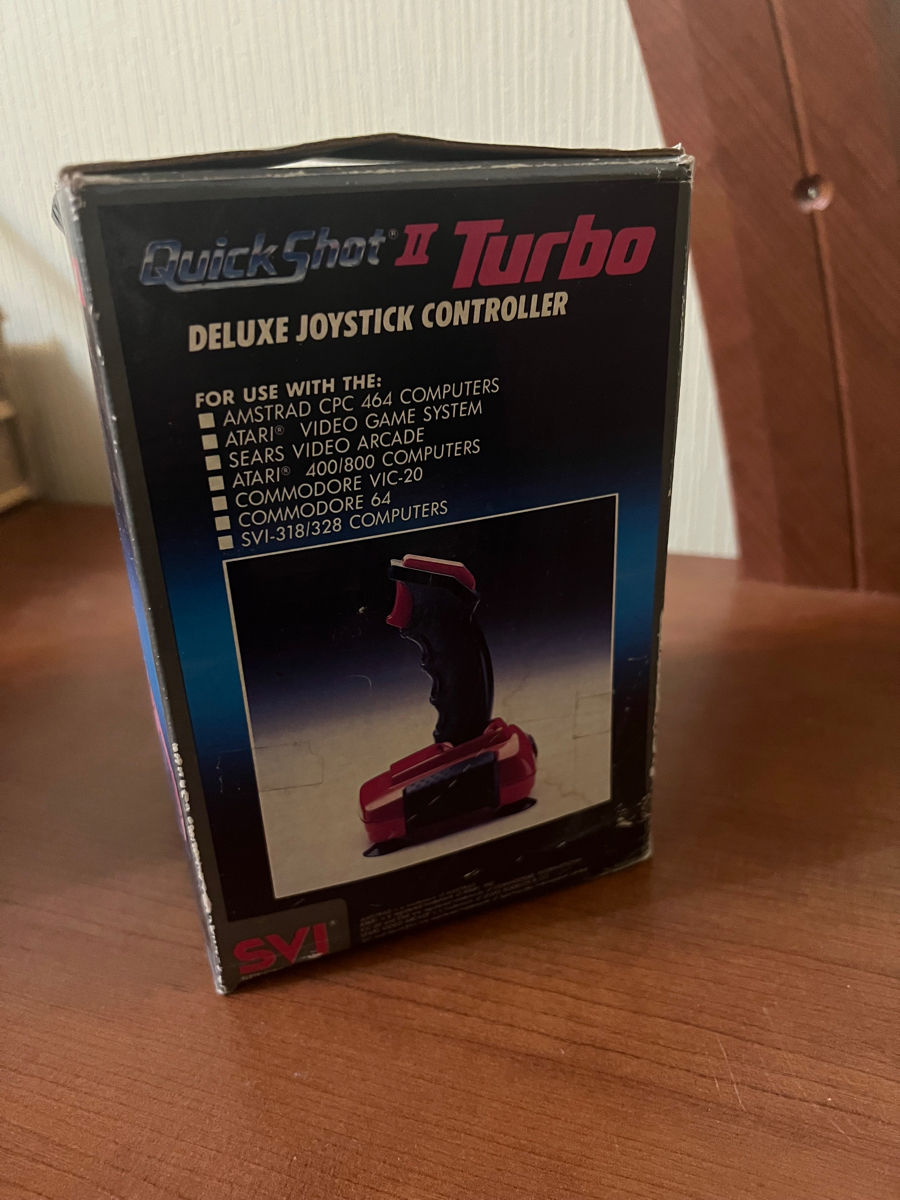 QuickShot® II Turbo
DELUXE JOYSTICK CONTROLLER
FOR USE WITH THE:
AMSTRAD CPC 464 COMPUTERS
ATARI® VIDEO GAME SYSTEM
SEARS VIDEO ARCADE
ATARI® 400/800 COMPUTERS
COMMODORE VIC-20
COMMODORE 64
SVI-318/328 COMPUTERS
SVI®